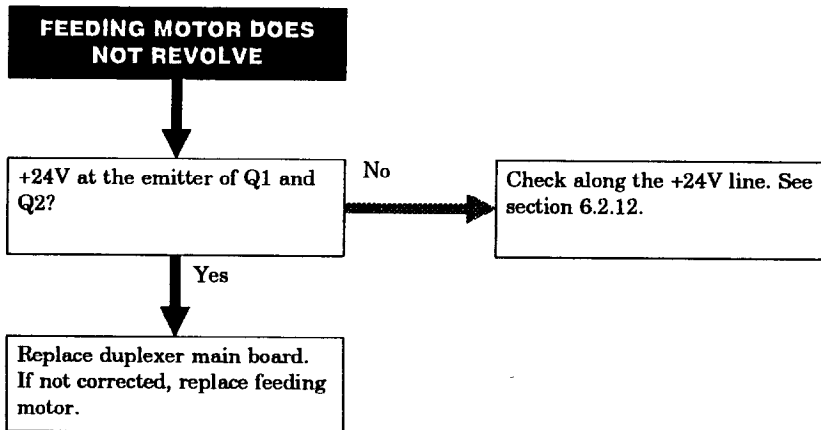 FEEDING MOTOR DOES
NOT REVOLVE
+24V at the emitter of Q1 and
Q2?
No
Check along the +24V line. See
section 6.2.12.
Yes
Replace duplexer main board.
If not corrected, replace feeding
motor.